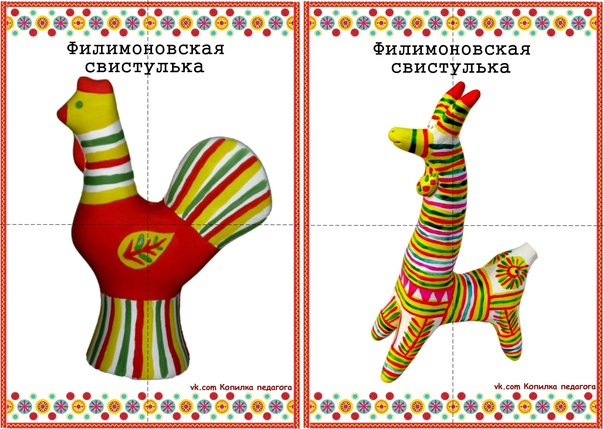 Филимоновская
свистулька
vk.com Копилка педагога
Филимоновская
свистулька
vk.com Копилка педагога